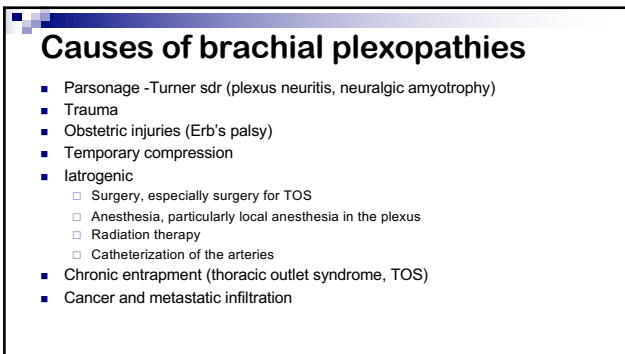 Causes of brachial plexopathies
Parsonage -Turner sdr (plexus neuritis, neuralgic amyotrophy)
Trauma
Obstetric injuries (Erb's palsy)
Temporary compression
Iatrogenic
Surgery, especially surgery for TOS
Anesthesia, particularly local anesthesia in the plexus
Radiation therapy
Catheterization of the arteries
Chronic entrapment (thoracic outlet syndrome, TOS)
Cancer and metastatic infiltration